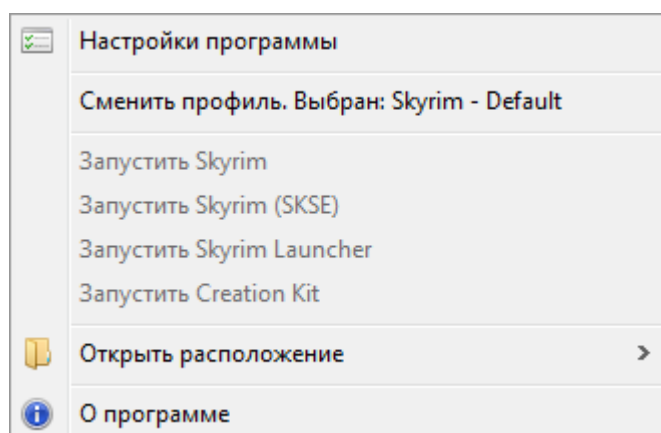 Настройки программы
Сменить профиль. Выбран: Skyrim - Default
Запустить Skyrim
Запустить Skyrim (SKSE)
Запустить Skyrim Launcher
Запустить Creation Kit
Открыть расположение
О программе